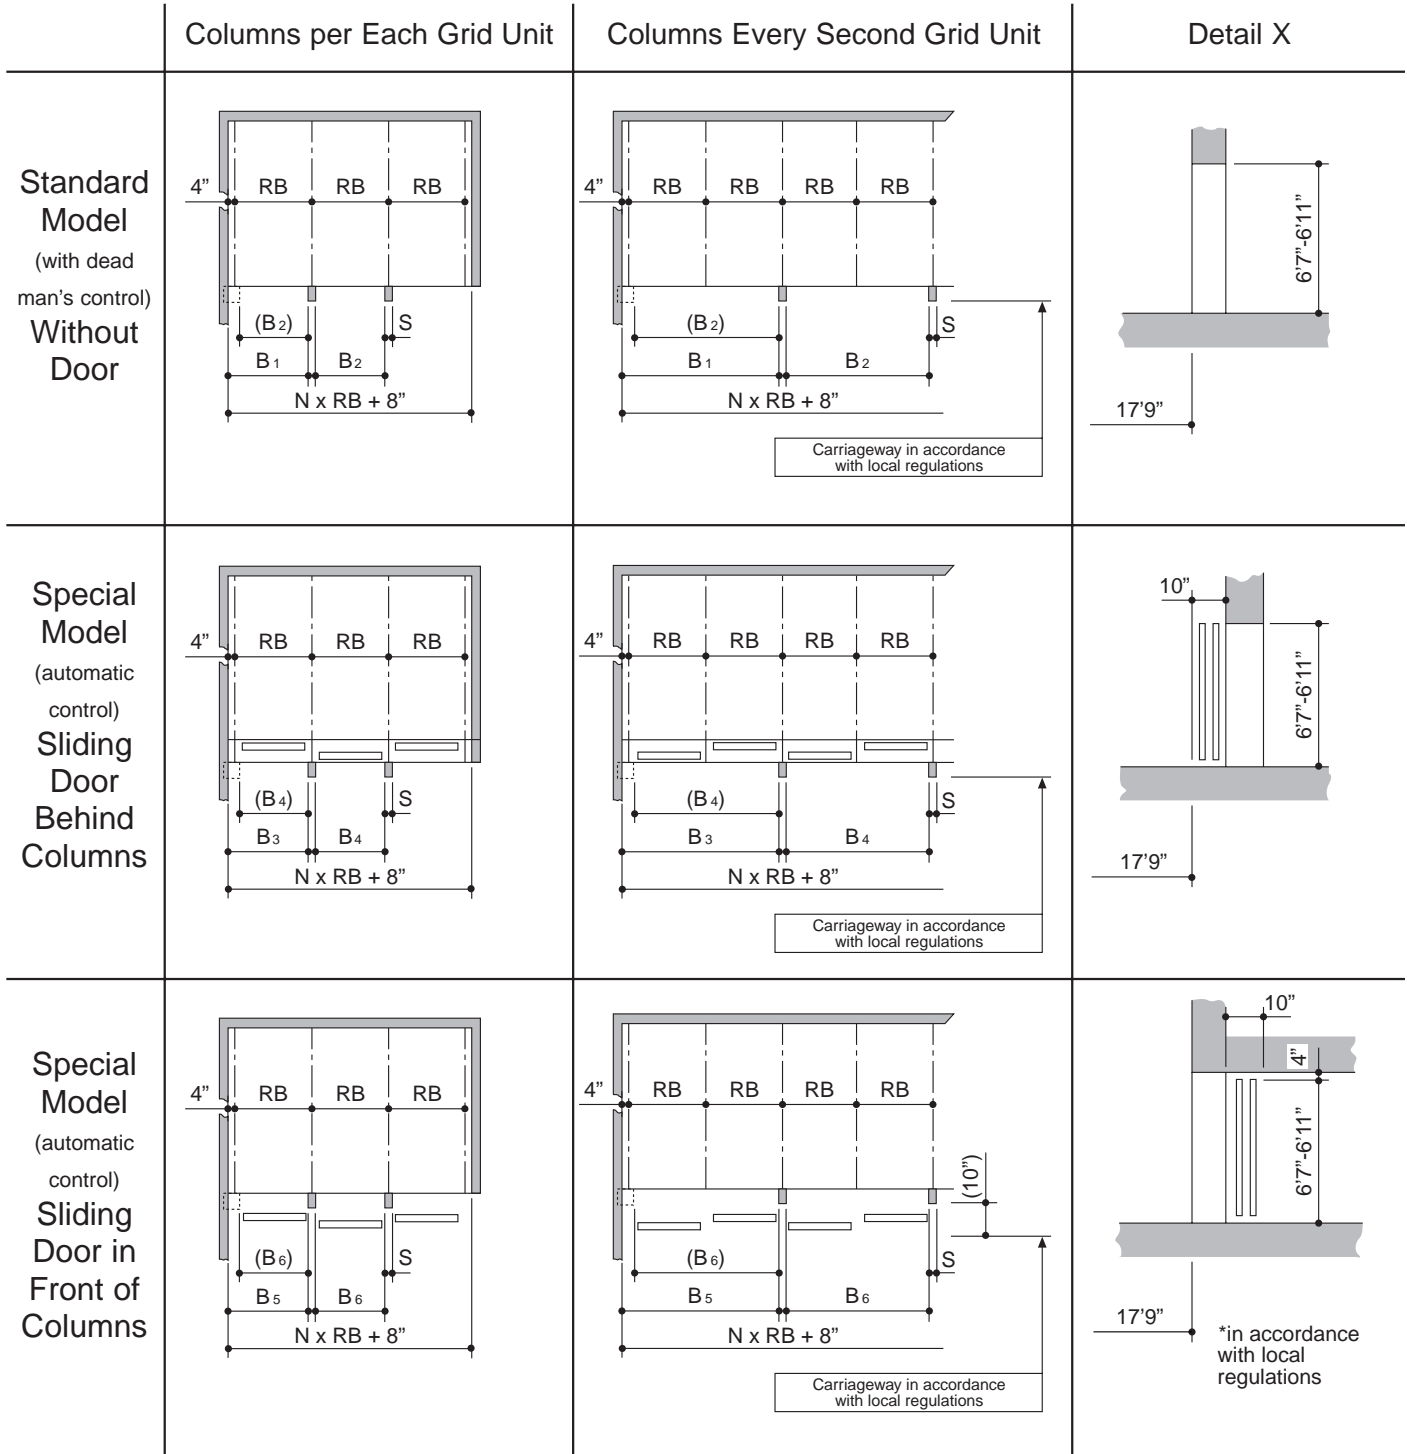 Columns per Each Grid Unit
Columns Every Second Grid Unit
Detail X
Standard
Model
(with dead
man's control)
Without
Door
4”
RB
RB
RB
(B2)
S
B1
B2
N x RB + 8”
4”
RB
RB
RB
RB
(B2)
S
B1
B2
N x RB + 8”
Carriageway in accordance
with local regulations
6’7”-6’11”
17’9”
Special
Model
(automatic
control)
Sliding
Door
Behind
Columns
4”
RB
RB
RB
(B4)
S
B3
B4
N x RB + 8”
4”
RB
RB
RB
RB
(B4)
S
B3
B4
N x RB + 8”
Carriageway in accordance
with local regulations
10”
6’7”-6’11”
17’9”
Special
Model
(automatic
control)
Sliding
Door in
Front of
Columns
4”
RB
RB
RB
(B6)
S
B5
B6
N x RB + 8”
4”
RB
RB
RB
RB
(10”)
(B6)
S
B5
B6
N x RB + 8”
Carriageway in accordance
with local regulations
10”
4”
6’7”-6’11”
17’9”
*in accordance
with local
regulations